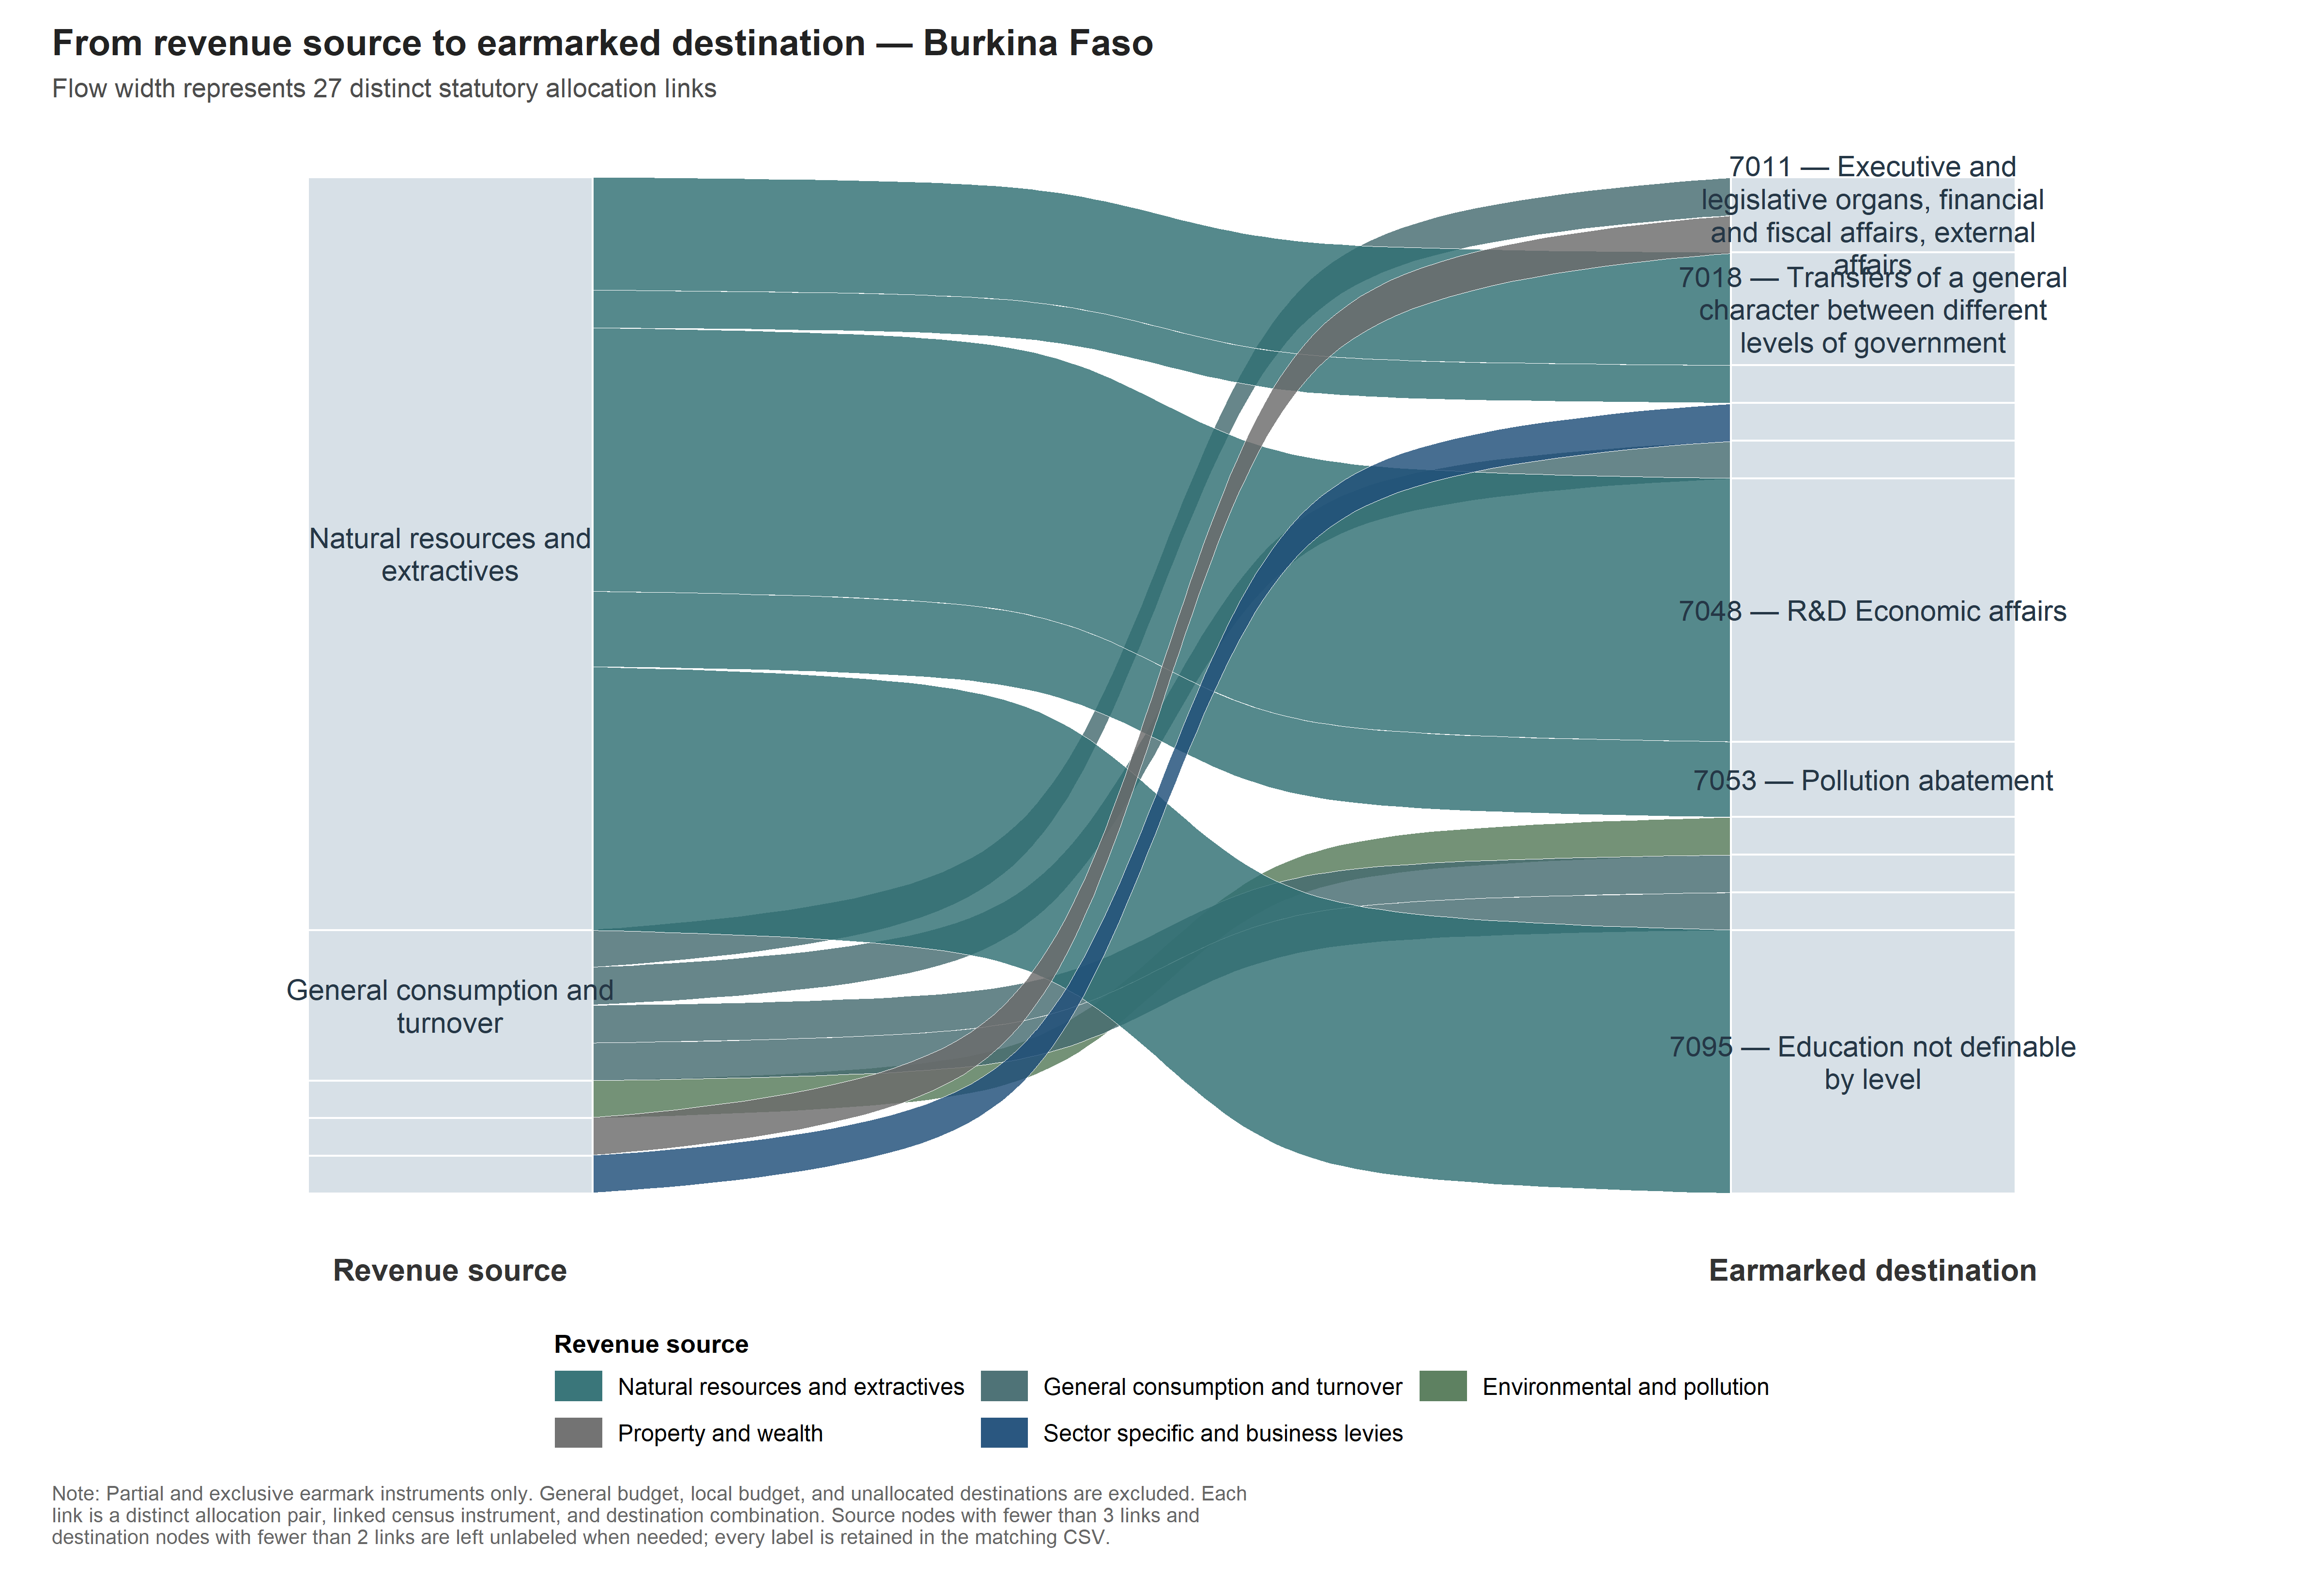 From revenue source to earmarked destination — Burkina Faso
Flow width represents 27 distinct statutory allocation links
7011 — Executive and
legislative organs, financial
and fiscal affairs, external
affairs
7018 — Transfers of a general
character between different
levels of government
Natural resources and
extractives
7048 — R&D Economic affairs
7053 — Pollution abatement
General consumption and
turnover
7095 — Education not definable
by level
Revenue source
Earmarked destination
Revenue source
Natural resources and extractives
General consumption and turnover
Environmental and pollution
Property and wealth
Sector specific and business levies
Note: Partial and exclusive earmark instruments only. General budget, local budget, and unallocated destinations are excluded. Each
link is a distinct allocation pair, linked census instrument, and destination combination. Source nodes with fewer than 3 links and
destination nodes with fewer than 2 links are left unlabeled when needed; every label is retained in the matching CSV.